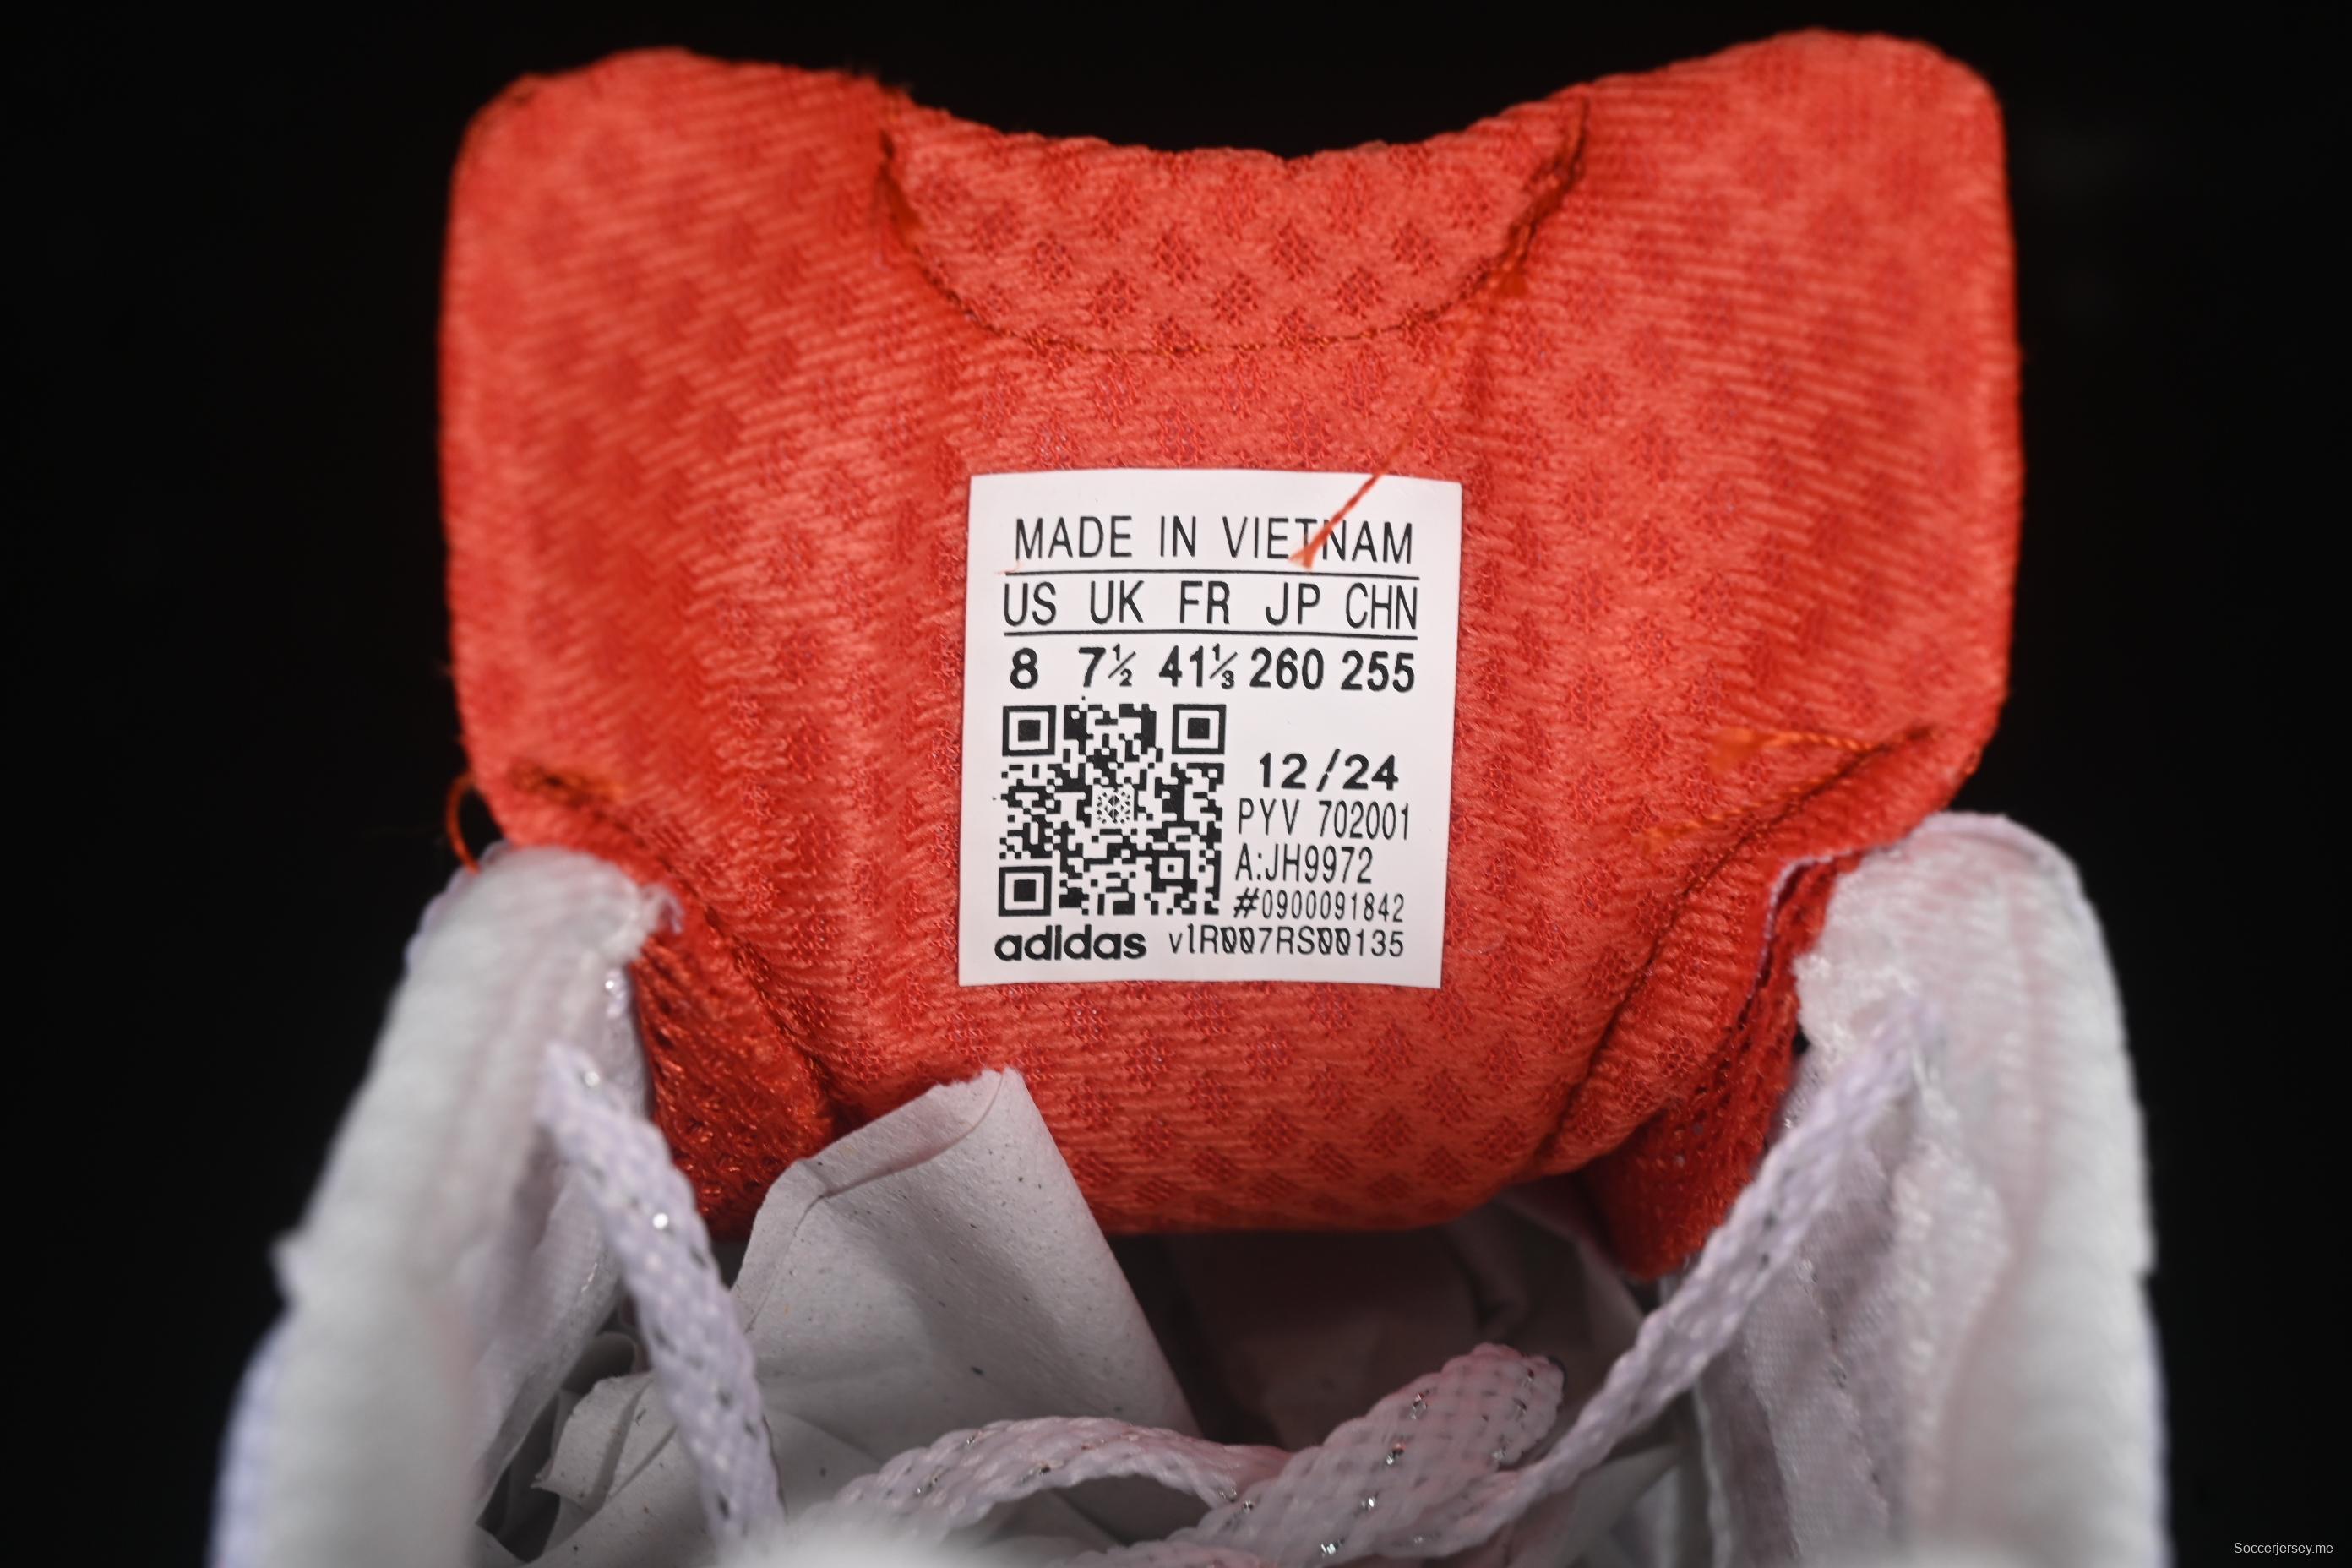 MADE IN VIETNAM
US UK FR JP CHN
8 7½ 41⅓ 260 255
12/24
PYV 702001
A:JH9972
#0900091842
adidas v1R007RS00135
Soccerjersey.me